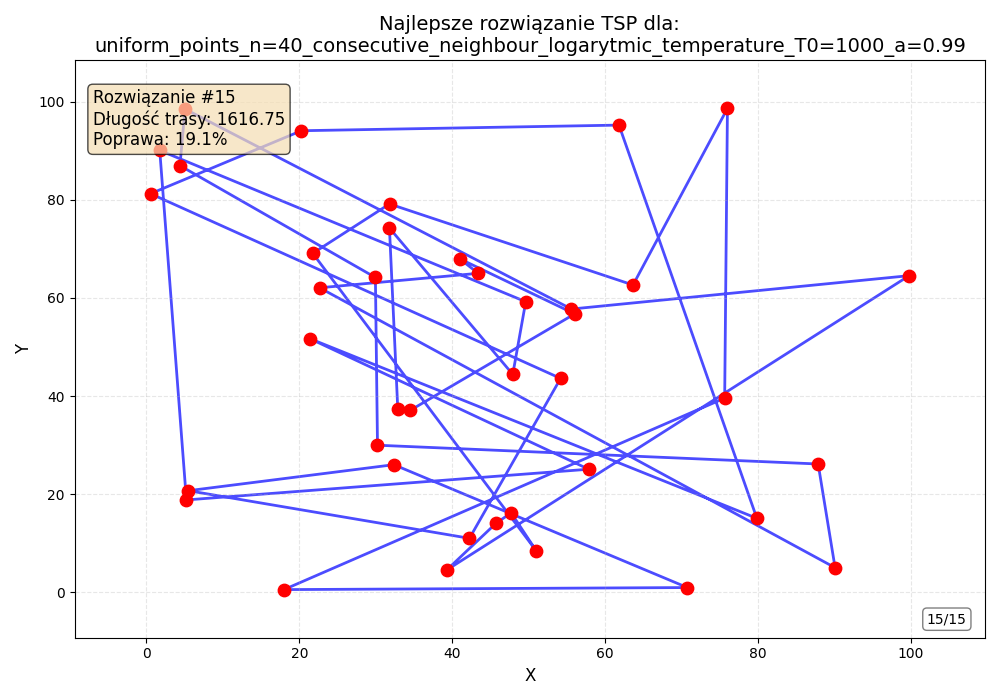 Najlepsze rozwiązanie TSP dla:
uniform_points_n=40_consecutive_neighbour_logarytmic_temperature_T0=1000_a=0.99
Rozwiązanie #15
Długość trasy: 1616.75
Poprawa: 19.1%
100
80
60
40
20
0
Y
15/15
0 20 40 60 80 100
X